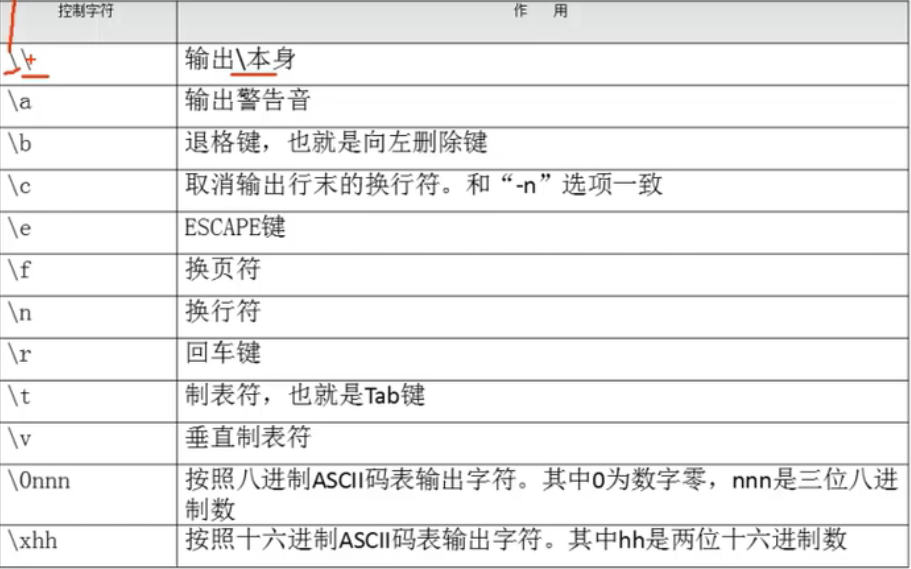 控制字符 作 用
\\ 输出\本身
\a 输出警告音
\b 退格键，也就是向左删除键
\c 取消输出行末的换行符。和“-n”选项一致
\e ESCAPE键
\f 换页符
\n 换行符
\r 回车键
\t 制表符，也就是Tab键
\v 垂直制表符
\0nnn 按照八进制ASCII码表输出字符。其中0为数字零，nnn是三位八进
制数
\xhh 按照十六进制ASCII码表输出字符。其中hh是两位十六进制数